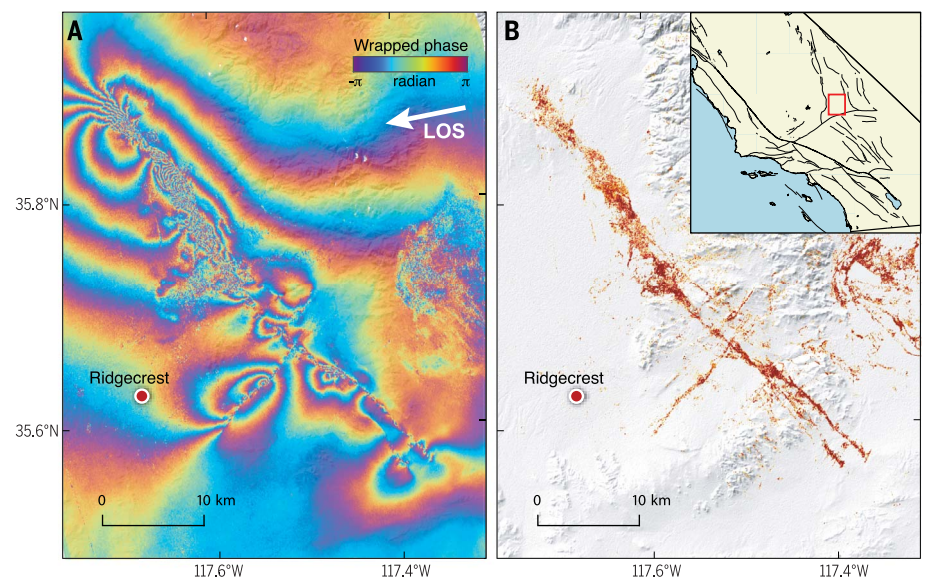 A
Wrapped phase
-π radian π
LOS
35.8°
35.6°
Ridgecrest
0 10 km
117.6°W 117.4°W
B
Ridgecrest
0 10 km
117.6°W 117.4°W